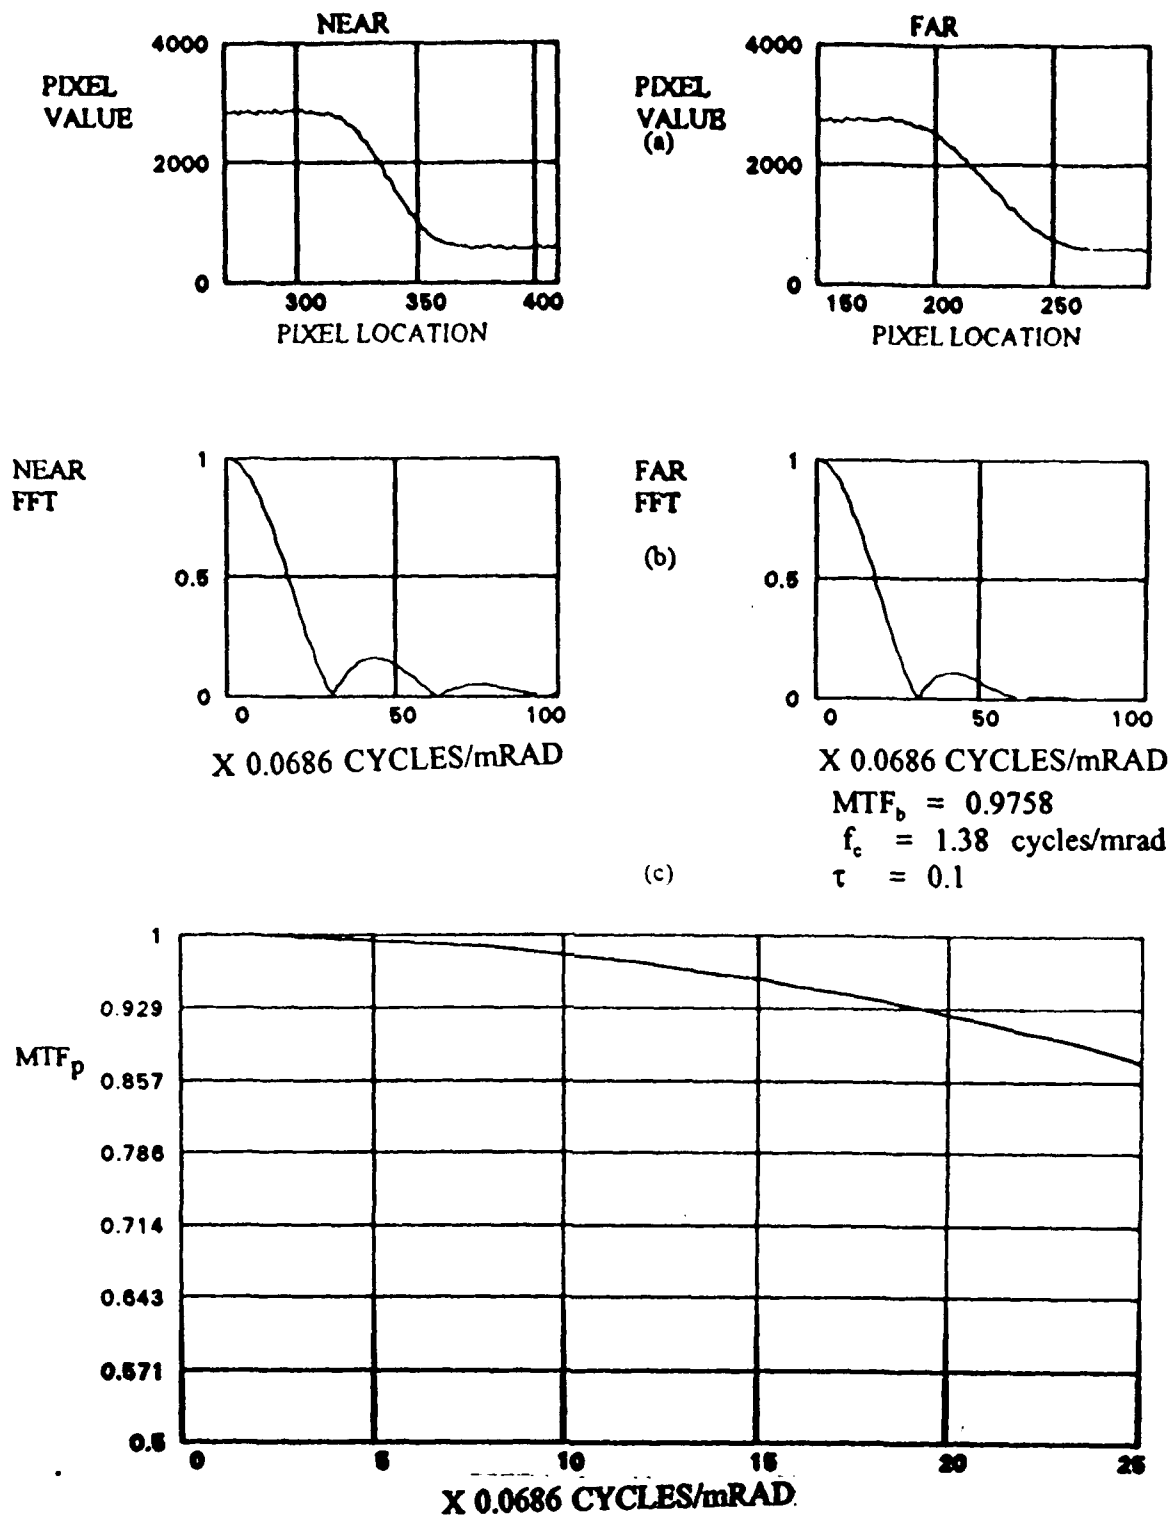 NEAR
4000
PIXEL
VALUE
2000
0
300 350 400
PIXEL LOCATION
FAR
4000
PIXEL
VALUE
(a)
2000
0
150 200 250
PIXEL LOCATION
NEAR
FFT
1
0.5
0
0 50 100
X 0.0686 CYCLES/mRAD
FAR
FFT
(b)
1
0.5
0
0 50 100
X 0.0686 CYCLES/mRAD
MTF_b = 0.9758
f_c = 1.38 cycles/mrad
τ = 0.1
(c)
1
0.929
MTF_p
0.857
0.786
0.714
0.643
0.571
0.5
0 5 10 15 20 25
X 0.0686 CYCLES/mRAD